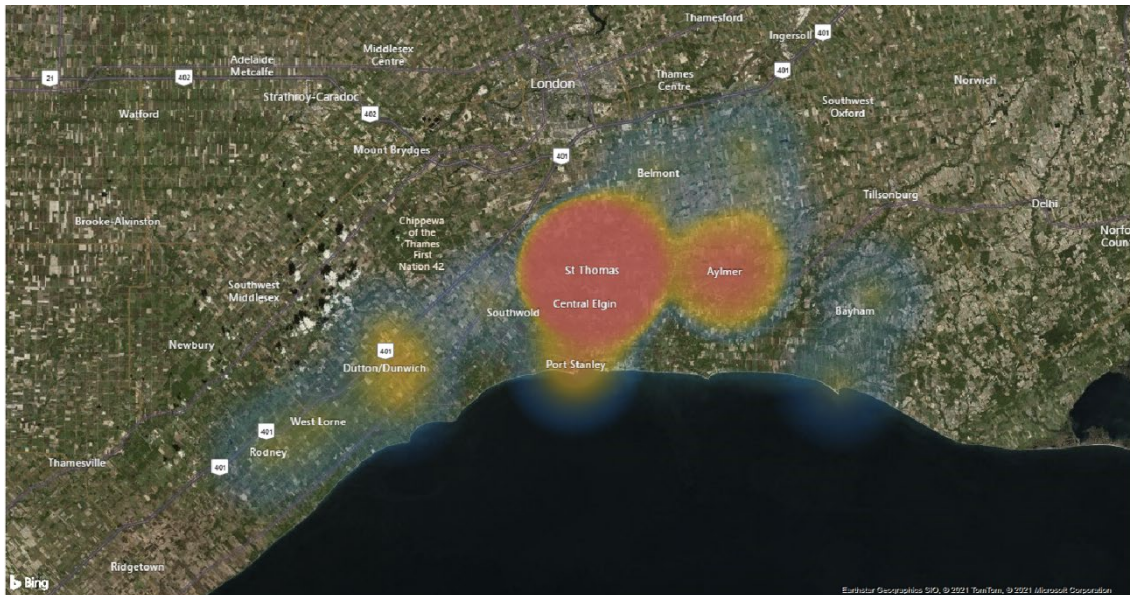 Thamesford
401
Ingersoll
Middlesex
Centre
Adelaide
Metcalfe
21
402
London
Thames
Centre
401
Norwich
Strathroy-Caradoc
Southwest
Oxford
Watford
402
Mount Brydges
401
Belmont
Tillsonburg
Delhi
Brooke-Alvinston
Chippewa
of the
Thames
First
Nation 42
Norfo
Count
St Thomas
Aylmer
Southwest
Middlesex
Central Elgin
Southwold
Bayham
Newbury
401
Dutton/Dunwich
Port Stanley
West Lorne
401
Rodney
Thamesville
401
Ridgetown
Bing
Earthstar Geographics SIO, © 2021 TomTom, © 2021 Microsoft Corporation